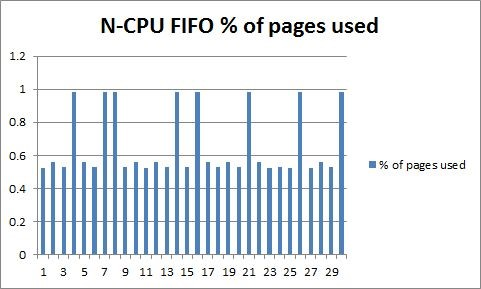 N-CPU FIFO % of pages used
1.2
1
0.8
0.6
0.4
0.2
0
1 3 5 7 9 11 13 15 17 19 21 23 25 27 29
% of pages used